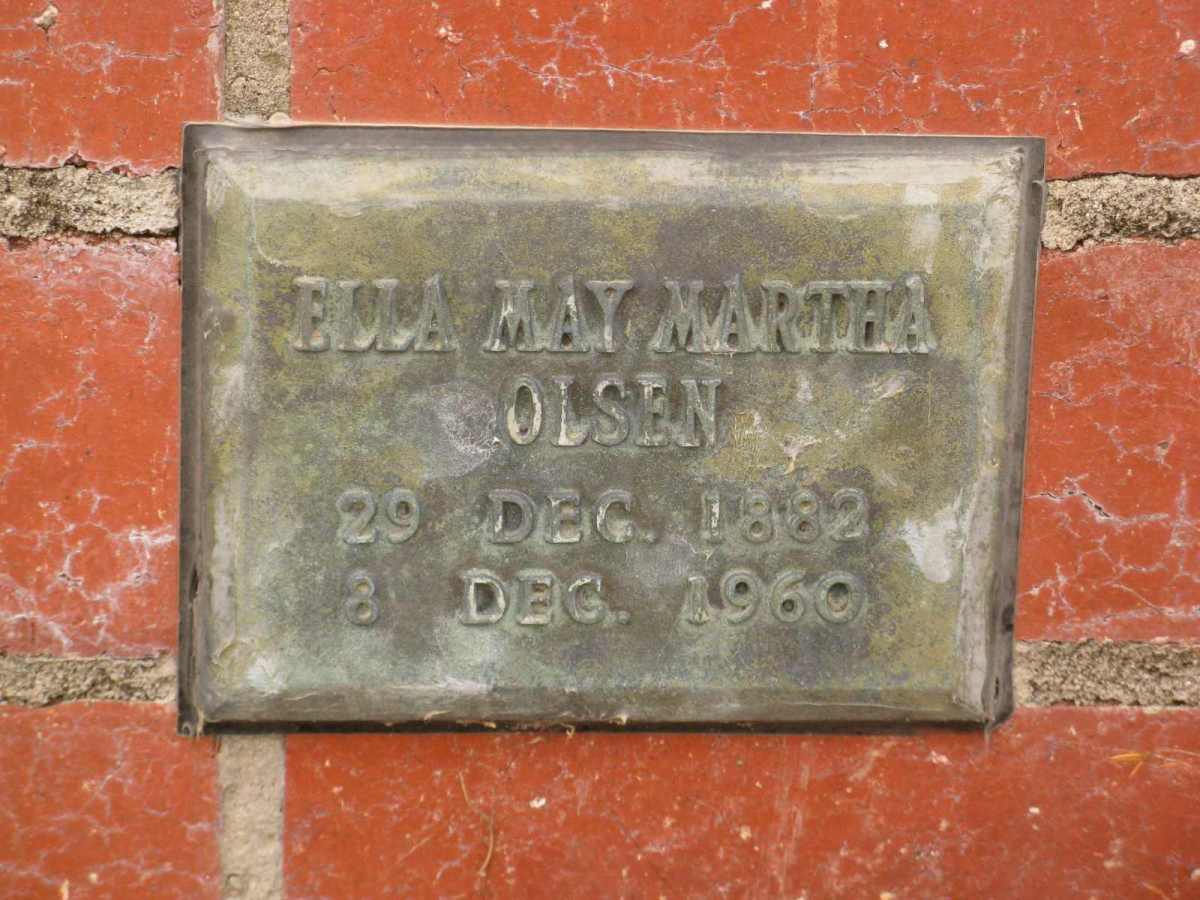 ELLA MAY MARTHA
OLSEN
29 DEC. 1882
8 DEC. 1960